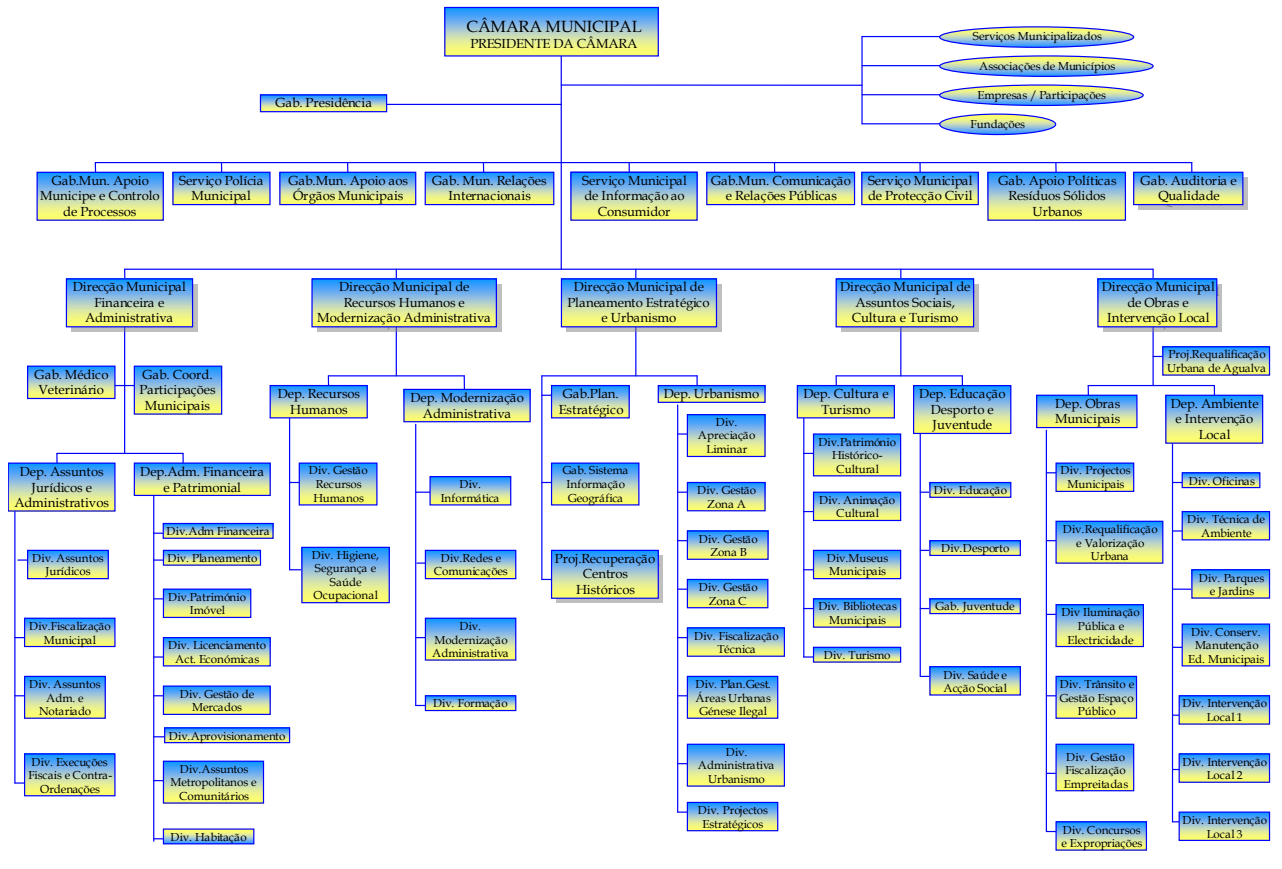 CÂMARA MUNICIPAL
PRESIDENTE DA CÂMARA
Serviços Municipalizados
Associações de Municípios
Empresas / Participações
Fundações
Gab. Presidência
Gab.Mun. Apoio
Municipe e Controlo
de Processos
Serviço Polícia
Municipal
Gab.Mun. Apoio aos
Órgãos Municipais
Gab. Mun. Relações
Internacionais
Serviço Municipal
de Informação ao
Consumidor
Gab.Mun. Comunicação
e Relações Públicas
Serviço Municipal
de Protecção Civil
Gab. Apoio Políticas
Resíduos Sólidos
Urbanos
Gab. Auditoria e
Qualidade
Direcção Municipal
Financeira e
Administrativa
Direcção Municipal de
Recursos Humanos e
Modernização Administrativa
Direcção Municipal de
Planeamento Estratégico
e Urbanismo
Direcção Municipal de
Assuntos Sociais,
Cultura e Turismo
Direcção Municipal
de Obras e
Intervenção Local
Gab. Médico
Veterinário
Gab. Coord.
Participações
Municipais
Dep. Assuntos
Jurídicos e
Administrativos
Div. Assuntos
Jurídicos
Div.Fiscalização
Municipal
Div. Assuntos
Adm. e
Notariado
Div. Execuções
Fiscais e Contra-
Ordenações
Dep.Adm. Financeira
e Patrimonial
Div.Adm Financeira
Div. Planeamento
Div.Património
Imóvel
Div. Licenciamento
Act. Económicas
Div. Gestão de
Mercados
Div.Aprovisionamento
Div.Assuntos
Metropolitanos e
Comunitários
Div. Habitação
Dep. Recursos
Humanos
Div. Gestão
Recursos
Humanos
Div. Higiene,
Segurança e
Saúde
Ocupacional
Dep. Modernização
Administrativa
Div.
Informática
Div.Redes e
Comunicações
Div.
Modernização
Administrativa
Div. Formação
Gab.Plan.
Estratégico
Gab. Sistema
Informação
Geográfica
Proj.Recuperação
Centros
Históricos
Dep. Urbanismo
Div.
Apreciação
Liminar
Div. Gestão
Zona A
Div. Gestão
Zona B
Div. Gestão
Zona C
Div. Fiscalização
Técnica
Div. Plan.Gest.
Áreas Urbanas
Génese Ilegal
Div.
Administrativa
Urbanismo
Div. Projectos
Estratégicos
Dep. Cultura e
Turismo
Div.Património
Histórico-
Cultural
Div. Animação
Cultural
Div.Museus
Municipais
Div. Bibliotecas
Municipais
Div. Turismo
Dep. Educação
Desporto e
Juventude
Div. Educação
Div.Desporto
Gab. Juventude
Div. Saúde e
Acção Social
Proj.Requalificação
Urbana de Agualva
Dep. Obras
Municipais
Div. Projectos
Municipais
Div.Requalificação
e Valorização
Urbana
Div Iluminação
Pública e
Electricidade
Div. Trânsito e
Gestão Espaço
Público
Div. Gestão
Fiscalização
Empreitadas
Div. Concursos
e Expropriações
Dep. Ambiente
e Intervenção
Local
Div. Oficinas
Div. Técnica de
Ambiente
Div. Parques
e Jardins
Div. Conserv.
Manutenção
Ed. Municipais
Div. Intervenção
Local 1
Div. Intervenção
Local 2
Div. Intervenção
Local 3